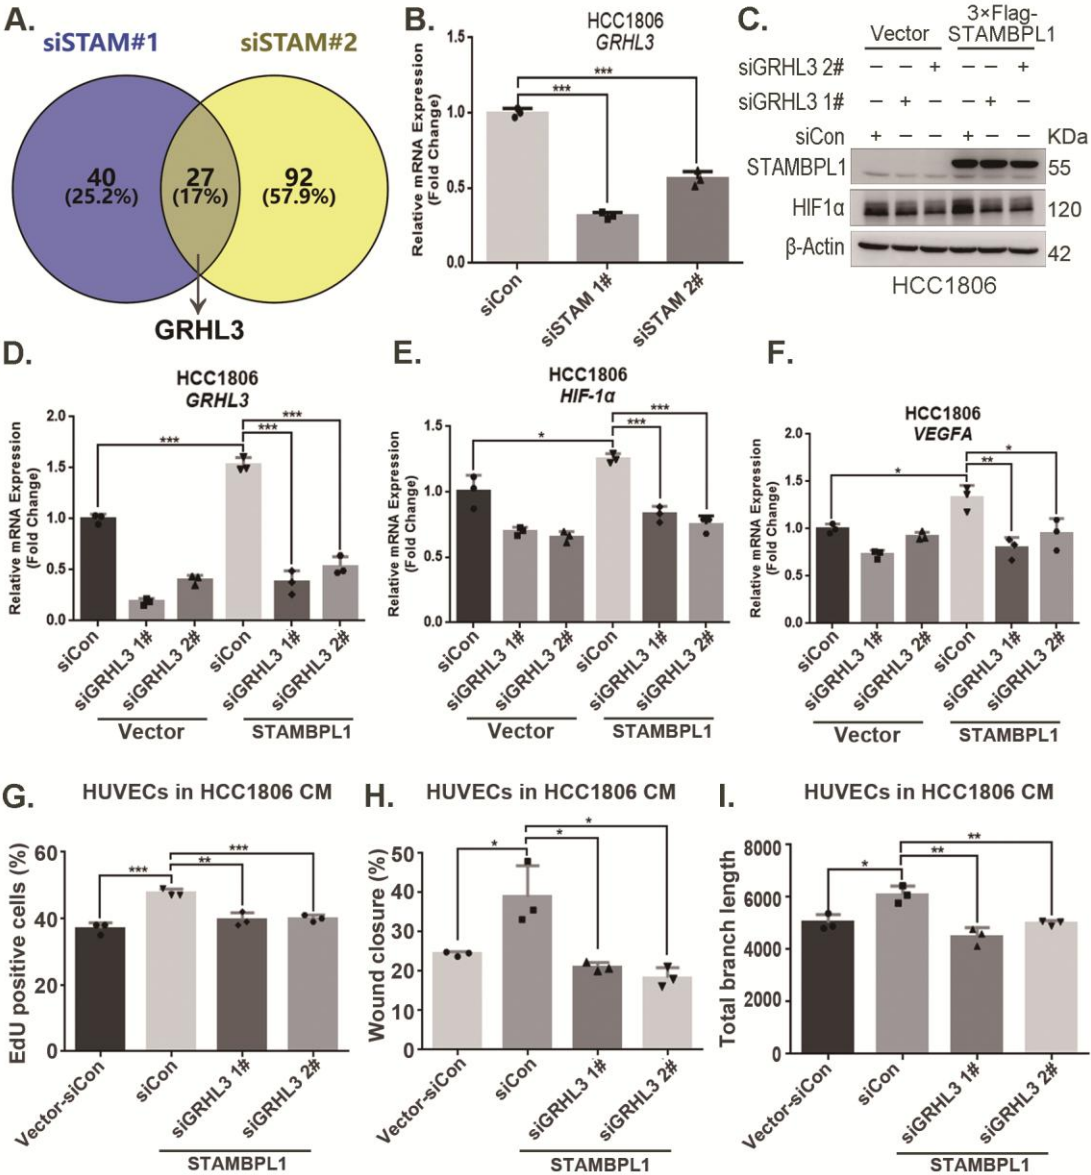 A.
siSTAM#1
siSTAM#2
40
(25.2%)
27
(17%)
92
(57.9%)
GRHL3
B.
HCC1806
GRHL3
Relative mRNA Expression
(Fold Change)
1.5
1.0
0.5
0.0
***
***
siCon
siSTAM 1#
siSTAM 2#
C.
3×Flag-
Vector STAMBPL1
siGRHL3 2# − − + − − +
siGRHL3 1# − + − − + −
siCon + − − + − − KDa
STAMBPL1 55
HIF1α 120
β-Actin 42
HCC1806
D.
HCC1806
GRHL3
Relative mRNA Expression
(Fold Change)
2.0
1.5
1.0
0.5
0.0
***
***
***
siCon
siGRHL3 1#
siGRHL3 2#
siCon
siGRHL3 1#
siGRHL3 2#
Vector STAMBPL1
E.
HCC1806
HIF-1α
Relative mRNA Expression
(Fold Change)
1.5
1.0
0.5
0.0
***
***
*
siCon
siGRHL3 1#
siGRHL3 2#
siCon
siGRHL3 1#
siGRHL3 2#
Vector STAMBPL1
F.
HCC1806
VEGFA
Relative mRNA Expression
(Fold Change)
2.0
1.5
1.0
0.5
0.0
*
**
*
siCon
siGRHL3 1#
siGRHL3 2#
siCon
siGRHL3 1#
siGRHL3 2#
Vector STAMBPL1
G.
HUVECs in HCC1806 CM
EdU positive cells (%)
60
40
20
0
***
**
***
Vector-siCon
siCon
siGRHL3 1#
siGRHL3 2#
STAMBPL1
H.
HUVECs in HCC1806 CM
Wound closure (%)
50
40
30
20
10
0
*
*
*
Vector-siCon
siCon
siGRHL3 1#
siGRHL3 2#
STAMBPL1
I.
HUVECs in HCC1806 CM
Total branch length
8000
6000
4000
2000
0
**
**
*
Vector-siCon
siCon
siGRHL3 1#
siGRHL3 2#
STAMBPL1